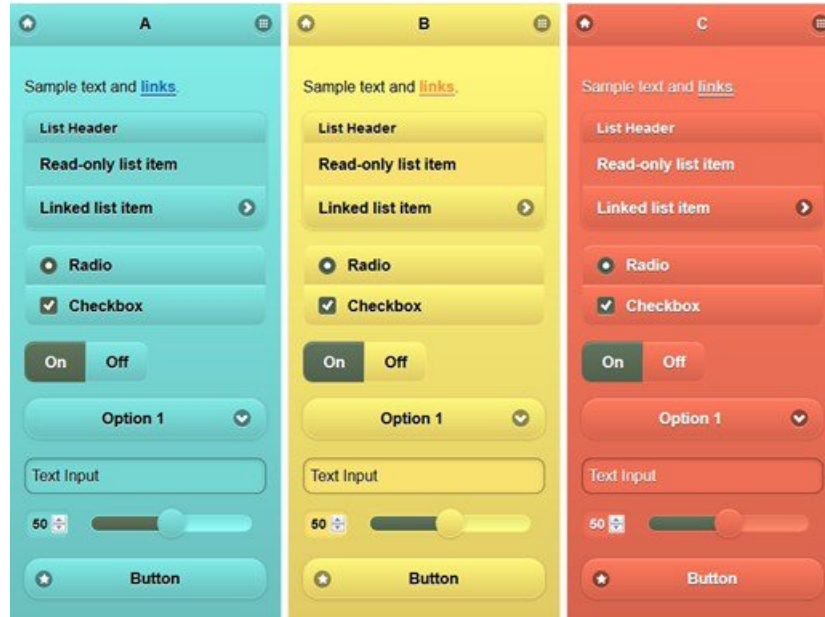 A
Sample text and links.
List Header
Read-only list item
Linked list item
Radio
Checkbox
On Off
Option 1
Text Input
50
Button
B
Sample text and links.
List Header
Read-only list item
Linked list item
Radio
Checkbox
On Off
Option 1
Text Input
50
Button
C
Sample text and links.
List Header
Read-only list item
Linked list item
Radio
Checkbox
On Off
Option 1
Text Input
50
Button